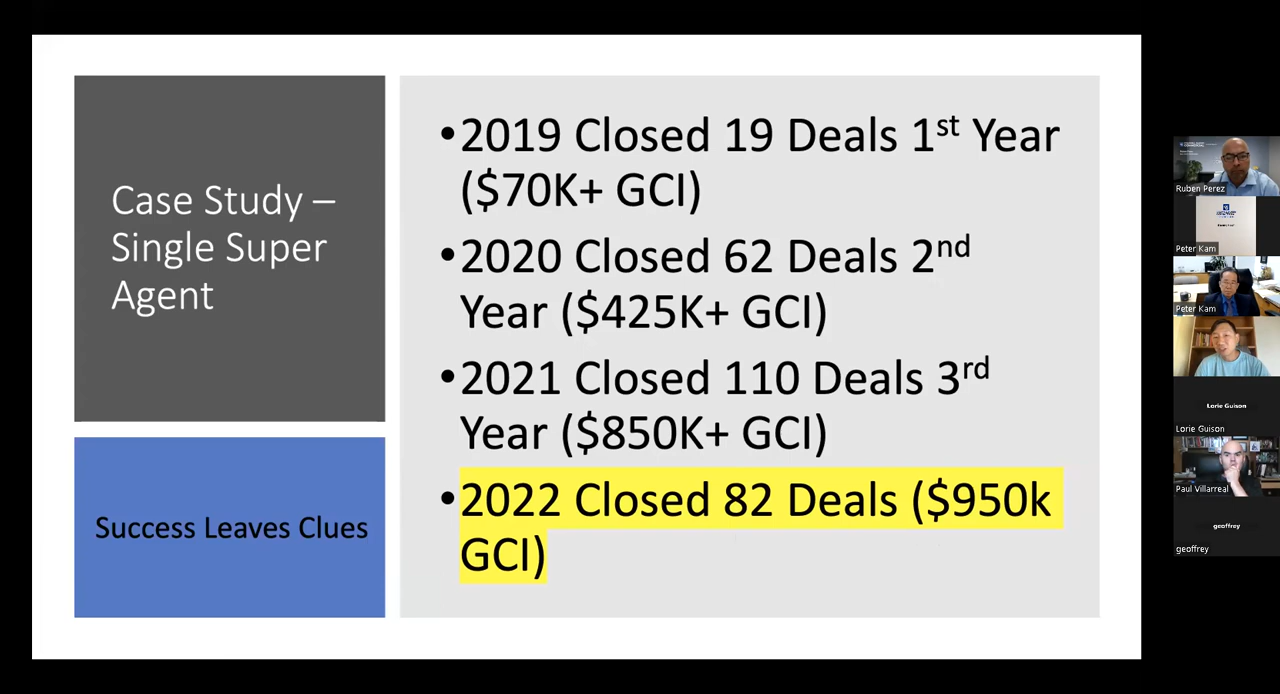 Case Study –
Single Super
Agent
Success Leaves Clues
•2019 Closed 19 Deals 1st Year
($70K+ GCI)
•2020 Closed 62 Deals 2nd
Year ($425K+ GCI)
•2021 Closed 110 Deals 3rd
Year ($850K+ GCI)
•2022 Closed 82 Deals ($950k
GCI)
Ruben Perez
Peter Kam
Peter Kam
Lorie Guison
Lorie Guison
Paul Villarreal
geoffrey
geoffrey